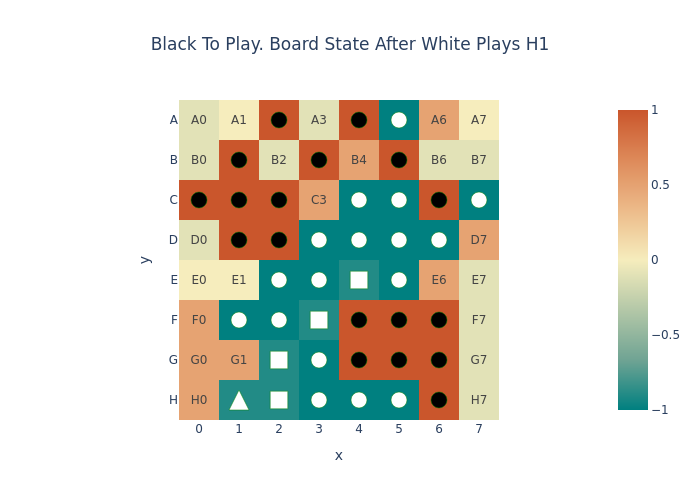 Black To Play. Board State After White Plays H1
A A0 A1 A3 A6 A7 1
B B0 B2 B4 B6 B7
C C3 0.5
D D0 D7
y 0
E E0 E1 E6 E7
F F0 F7 −0.5
G G0 G1 G7
H H0 H7 −1
0 1 2 3 4 5 6 7
x